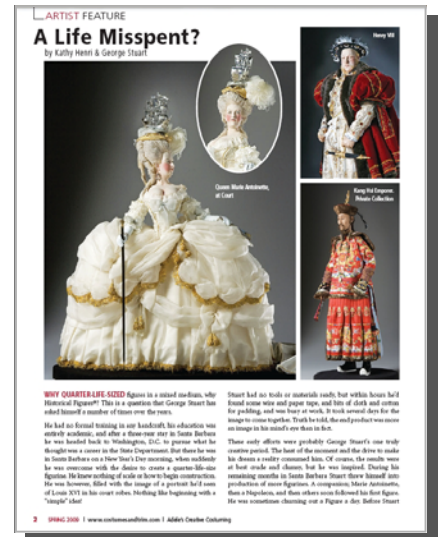 ARTIST FEATURE
A Life Misspent?
by Kathy Henri & George Stuart
Henry VIII
Queen Marie Antoinette,
at Court
Kang Hsi Emperor,
Private Collection
WHY QUARTER-LIFE-SIZED figures in a mixed medium, why
Historical Figures®? This is a question that George Stuart has
asked himself a number of times over the years.
He had no formal training in any handcraft, his education was
entirely academic, and after a three-year stay in Santa Barbara
he was headed back to Washington, D.C. to pursue what he
thought was a career in the State Department. But there he was
in Santa Barbara on a New Year's Day morning, when suddenly
he was overcome with the desire to create a quarter-life-size
figurine. He knew nothing of scale or how to begin construction.
He was however, filled with the image of a portrait he'd seen
of Louis XVI in his court robes. Nothing like beginning with a
"simple" idea!
Stuart had no tools or materials ready, but within hours he'd
found some wire and paper tape, and bits of cloth and cotton
for padding, and was busy at work. It took several days for the
image to come together. Truth be told, the end product was more
an image in his mind's eye than in fact.
These early efforts were probably George Stuart's one truly
creative period. The heat of the moment and the drive to make
his dream a reality consumed him. Of course, the results were
at best crude and clumsy, but he was inspired. During his
remaining months in Santa Barbara Stuart threw himself into
production of more figurines. A companion; Marie Antoinette,
then a Napoleon, and then others soon followed his first figure.
He was sometimes churning out a Figure a day. Before Stuart
2 SPRING 2008 | www.costumesandtrim.com | Adele's Creative Costuming